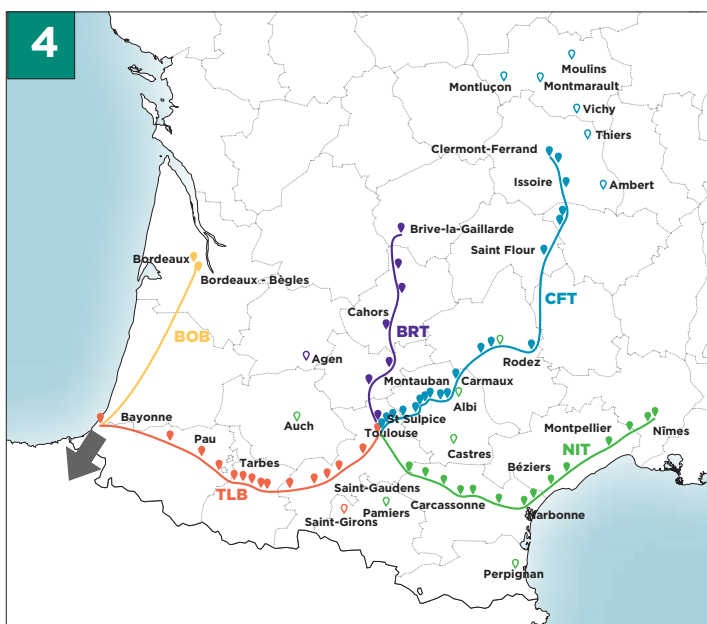 4
Moulins
Montluçon
Montmarault
Vichy
Thiers
Clermont-Ferrand
Issoire
Ambert
Brive-la-Gaillarde
Saint Flour
Bordeaux
Bordeaux - Bègles
CFT
Cahors
BRT
BOB
Agen
Rodez
Montauban
Carmaux
Albi
Bayonne
Auch
St Sulpice
Toulouse
Montpellier
Nîmes
Pau
Castres
NIT
Tarbes
Béziers
TLB
Saint-Gaudens
Carcassonne
Pamiers
Saint-Girons
Narbonne
Perpignan